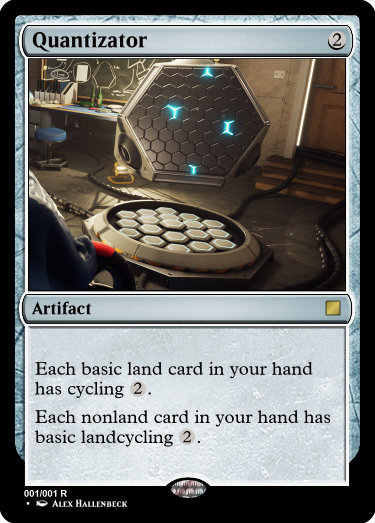 Quantizator 2
Artifact
Each basic land card in your hand
has cycling 2.
Each nonland card in your hand has
basic landcycling 2.
001/001 R
• Alex Hallenbeck